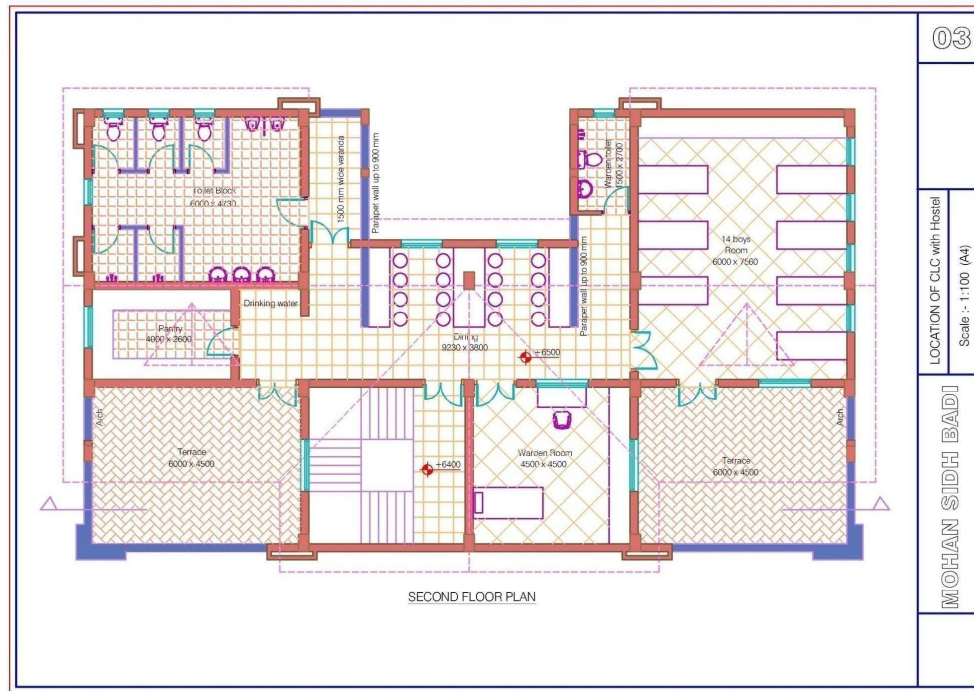 03
1500 mm wide veranda
Parapet wall up to 900 mm
Warden toilet
1500 x 2700
Toilet Block
6000 x 4730
14 boys
Room
6000 x 7560
Parapet wall up to 900 mm
Drinking water
Pantry
4000 x 2600
Dining
9230 x 3800
+6500
Arch
Arch
Terrace
6000 x 4500
+6400
Warden Room
4500 x 4500
Terrace
6000 x 4500
SECOND FLOOR PLAN
LOCATION OF CLC with Hostel
Scale :- 1:100 (A4)
MOHAN SIDH BADI